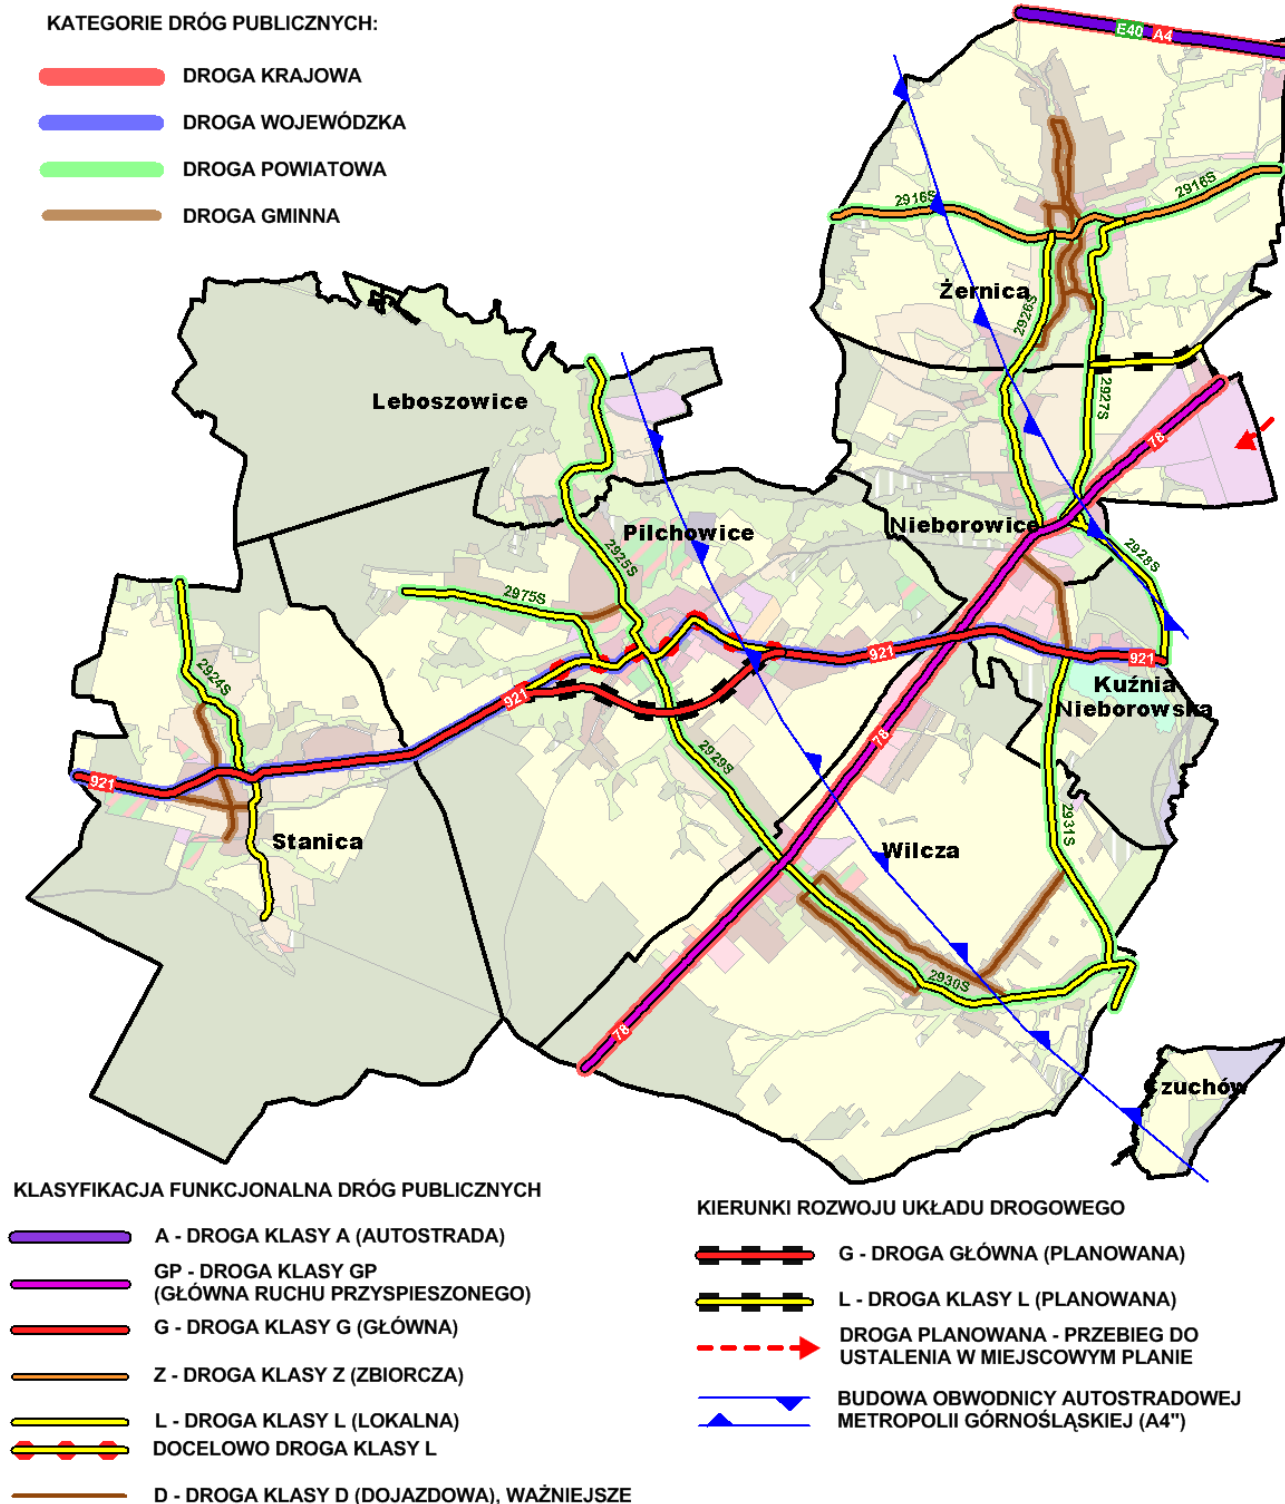 KATEGORIE DRÓG PUBLICZNYCH:
DROGA KRAJOWA
DROGA WOJEWÓDZKA
DROGA POWIATOWA
DROGA GMINNA
E40 A4
2916S
2916S
Żernica
2926S
2927S
Leboszowice
78
Pilchowice
Nieborowice
2925S
2928S
2975S
921
921
Kuźnia
Nieborowska
2924S
921
78
2929S
921
2931S
Stanica
Wilcza
2930S
78
Czuchów
KLASYFIKACJA FUNKCJONALNA DRÓG PUBLICZNYCH
A - DROGA KLASY A (AUTOSTRADA)
GP - DROGA KLASY GP
(GŁÓWNA RUCHU PRZYSPIESZONEGO)
G - DROGA KLASY G (GŁÓWNA)
Z - DROGA KLASY Z (ZBIORCZA)
L - DROGA KLASY L (LOKALNA)
DOCELOWO DROGA KLASY L
D - DROGA KLASY D (DOJAZDOWA), WAŻNIEJSZE
KIERUNKI ROZWOJU UKŁADU DROGOWEGO
G - DROGA GŁÓWNA (PLANOWANA)
L - DROGA KLASY L (PLANOWANA)
DROGA PLANOWANA - PRZEBIEG DO
USTALENIA W MIEJSCOWYM PLANIE
BUDOWA OBWODNICY AUTOSTRADOWEJ
METROPOLII GÓRNOŚLĄSKIEJ (A4")